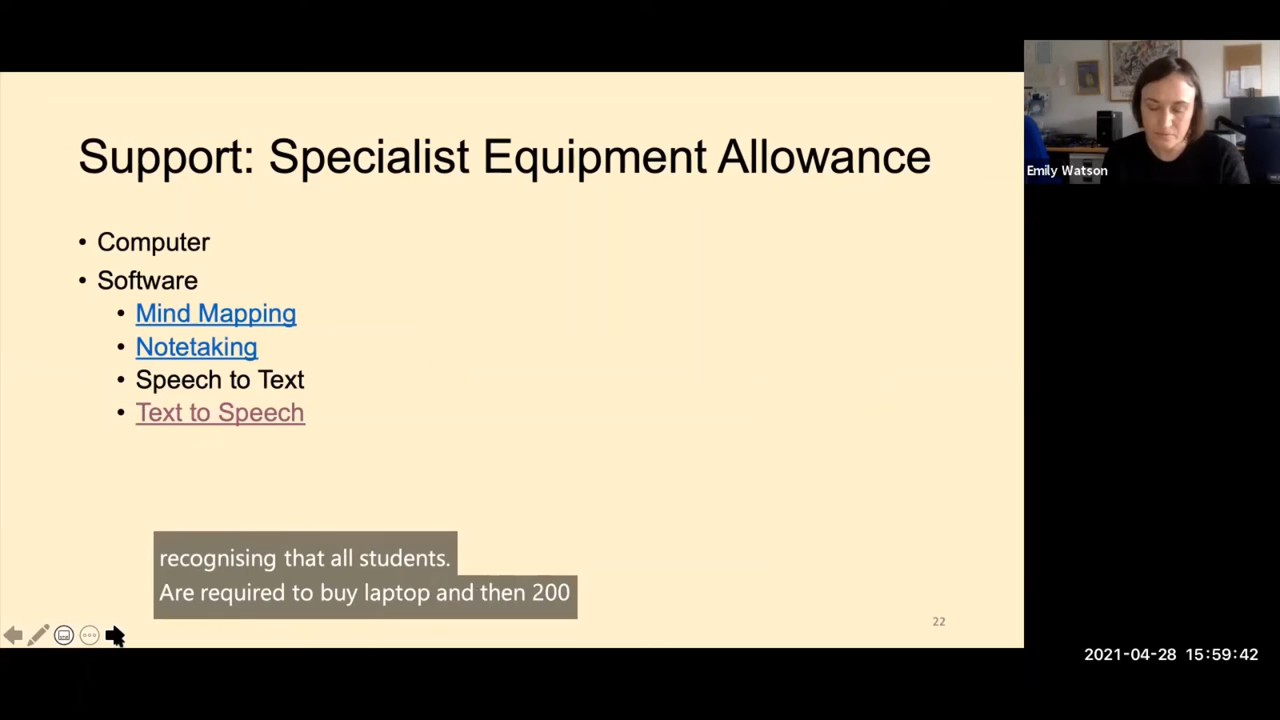 Support: Specialist Equipment Allowance
• Computer
• Software
• Mind Mapping
• Notetaking
• Speech to Text
• Text to Speech
recognising that all students.
Are required to buy laptop and then 200
22
Emily Watson
2021-04-28 15:59:42